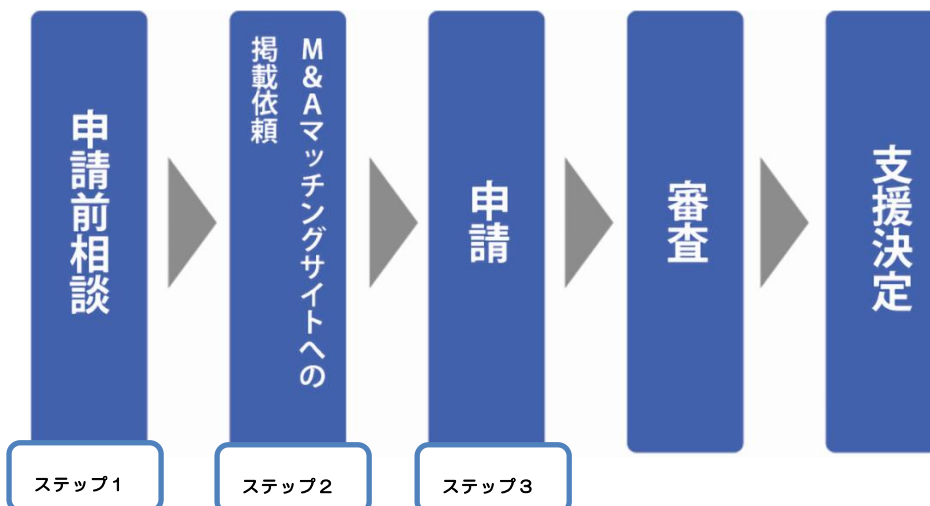 申請前相談
M&Aマッチングサイトへの
掲載依頼
申請
審査
支援決定
ステップ1
ステップ2
ステップ3